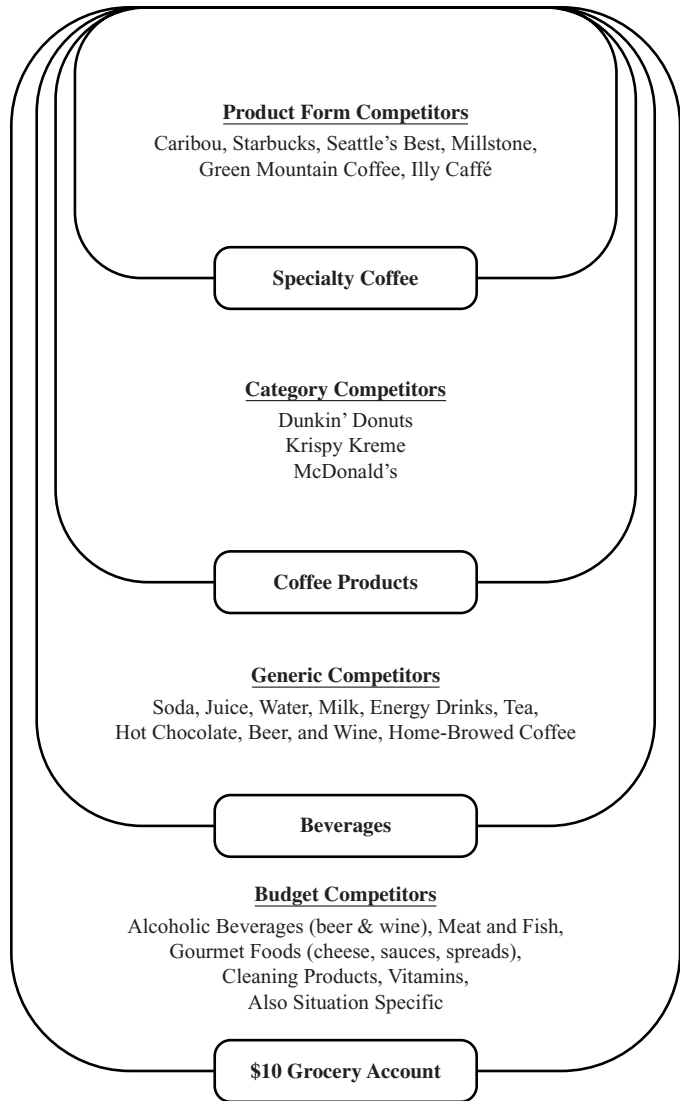 Product Form Competitors
Caribou, Starbucks, Seattle’s Best, Millstone,
Green Mountain Coffee, Illy Caffé
Specialty Coffee
Category Competitors
Dunkin’ Donuts
Krispy Kreme
McDonald’s
Coffee Products
Generic Competitors
Soda, Juice, Water, Milk, Energy Drinks, Tea,
Hot Chocolate, Beer, and Wine, Home-Browed Coffee
Beverages
Budget Competitors
Alcoholic Beverages (beer & wine), Meat and Fish,
Gourmet Foods (cheese, sauces, spreads),
Cleaning Products, Vitamins,
Also Situation Specific
$10 Grocery Account